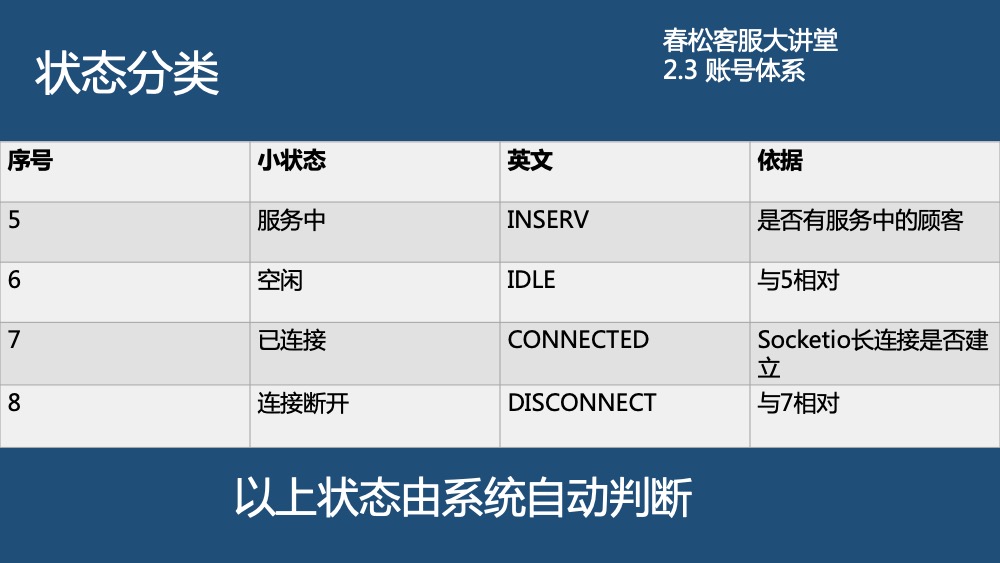 状态分类
春松客服大讲堂
2.3 账号体系
序号 小状态 英文 依据
5 服务中 INSERV 是否有服务中的顾客
6 空闲 IDLE 与5相对
7 已连接 CONNECTED Socketio长连接是否建
立
8 连接断开 DISCONNECT 与7相对
以上状态由系统自动判断